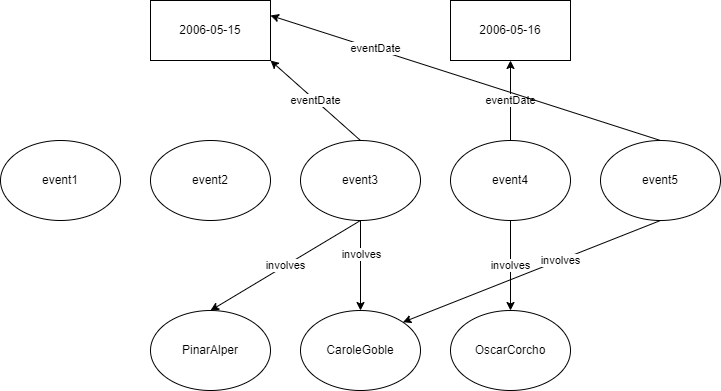 2006-05-15
2006-05-16
eventDate
eventDate
eventDate
event1
event2
event3
event4
event5
involves
involves
involves
involves
PinarAlper
CaroleGoble
OscarCorcho